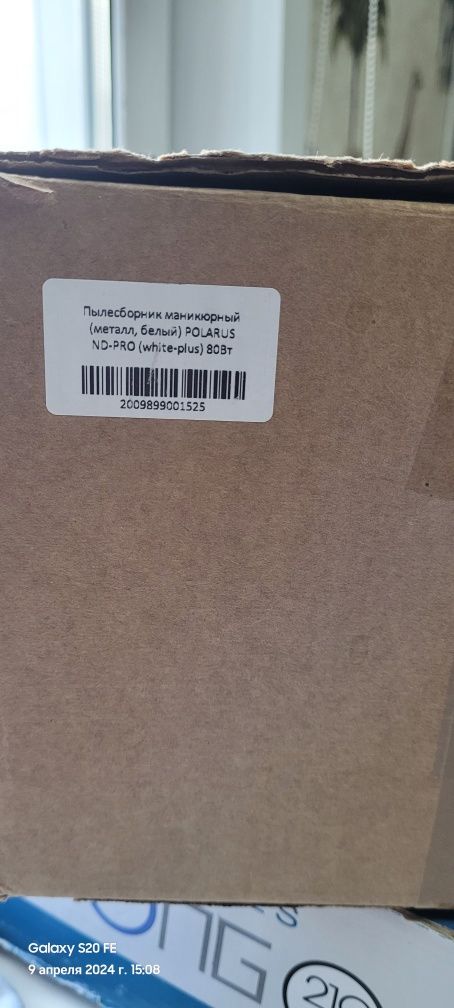 Пылесборник маникюрный
(металл, белый) POLARUS
ND-PRO (white-plus) 80Вт
2009899001525
Galaxy S20 FE
9 апреля 2024 г. 15:08